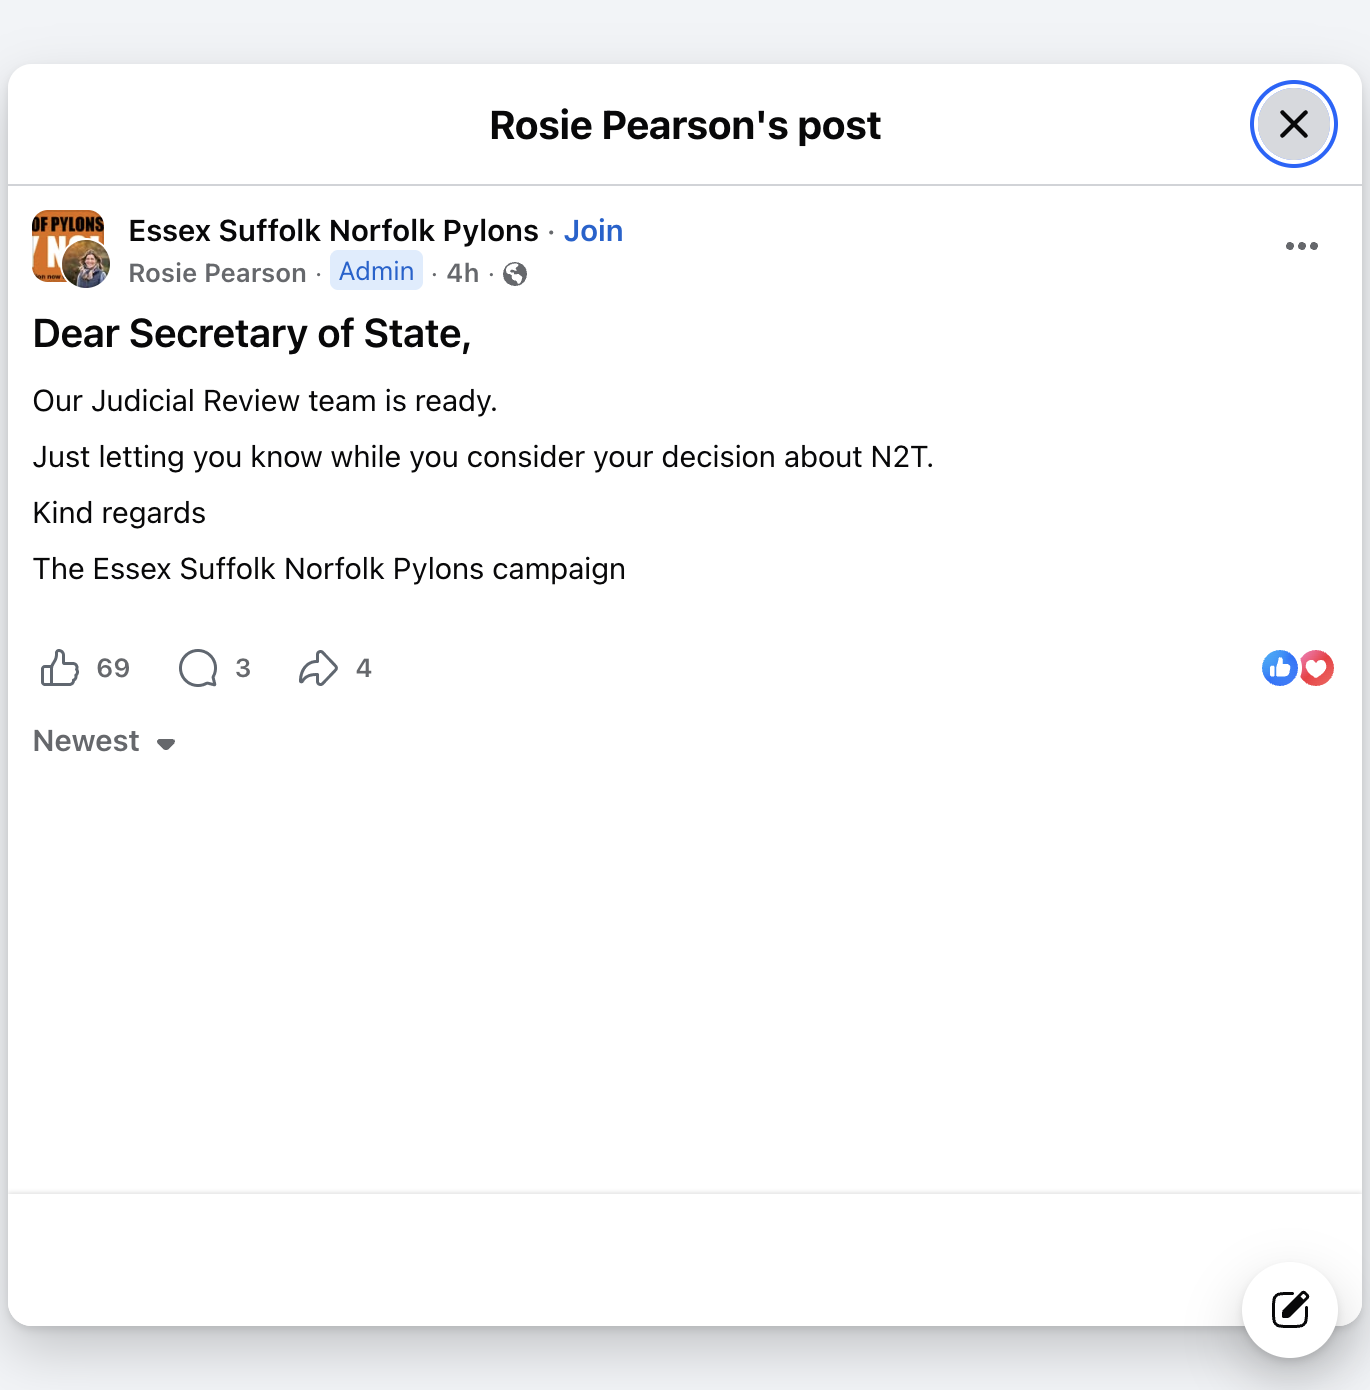 Rosie Pearson's post
OF PYLONS
Essex Suffolk Norfolk Pylons · Join
Rosie Pearson · Admin · 4h ·
Dear Secretary of State,
Our Judicial Review team is ready.
Just letting you know while you consider your decision about N2T.
Kind regards
The Essex Suffolk Norfolk Pylons campaign
69 3 4
Newest